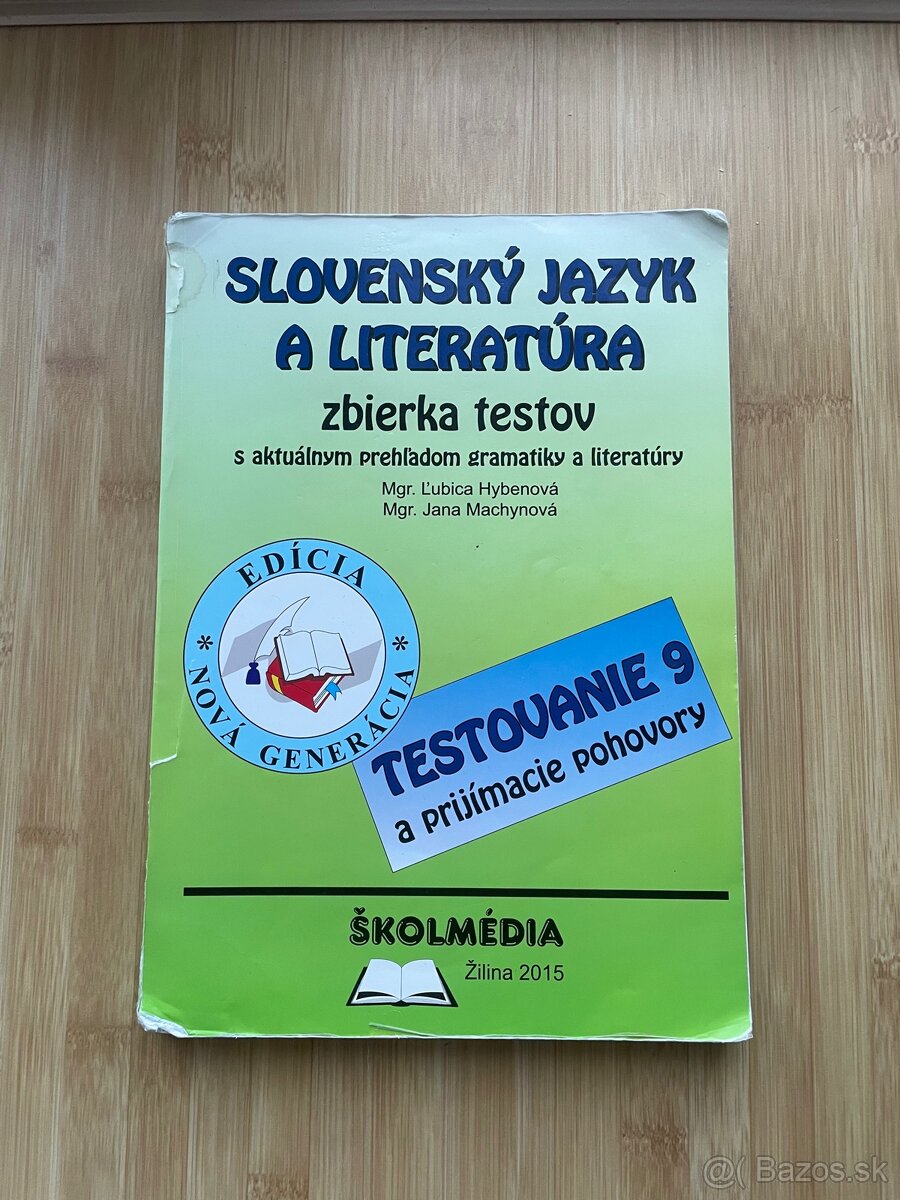 SLOVENSKÝ JAZYK
A LITERATÚRA
zbierka testov
s aktuálnym prehľadom gramatiky a literatúry
Mgr. Ľubica Hybenová
Mgr. Jana Machynová
EDÍCIA
* NOVÁ GENERÁCIA *
TESTOVANIE 9
a prijímacie pohovory
ŠKOLMÉDIA
Žilina 2015
@( Bazos.sk